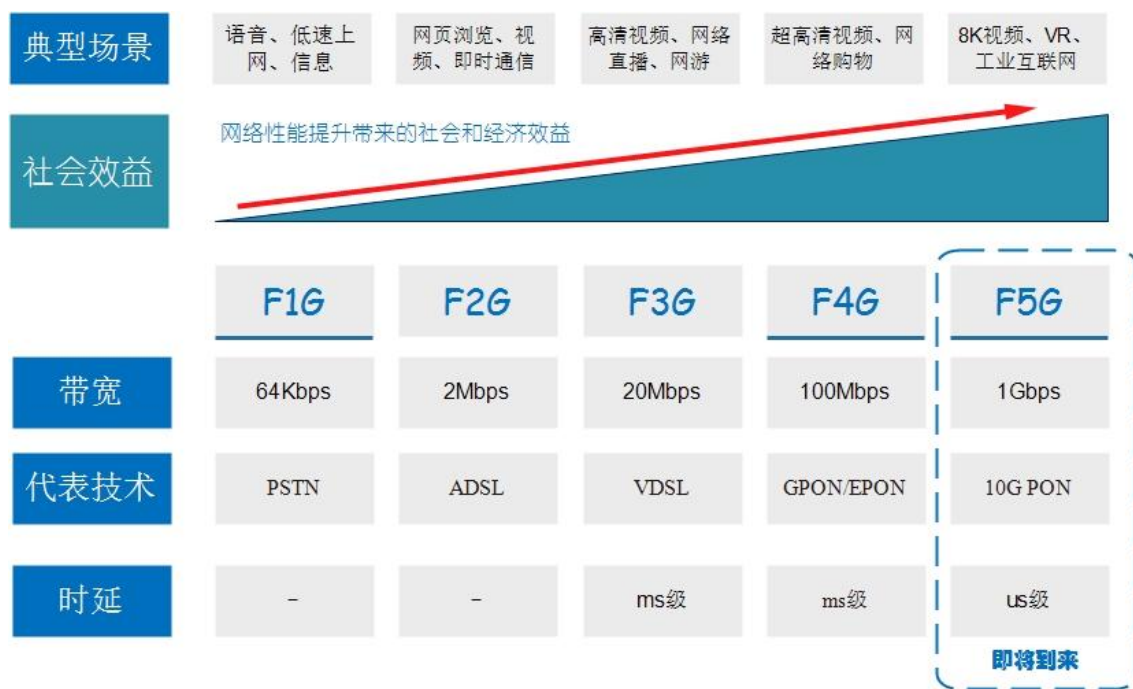 典型场景
语音、低速上
网、信息
网页浏览、视
频、即时通信
高清视频、网络
直播、网游
超高清视频、网
络购物
8K视频、VR、
工业互联网
社会效益
网络性能提升带来的社会和经济效益
F1G
F2G
F3G
F4G
F5G
带宽
64Kbps
2Mbps
20Mbps
100Mbps
1Gbps
代表技术
PSTN
ADSL
VDSL
GPON/EPON
10G PON
时延
-
-
ms级
ms级
us级
即将到来